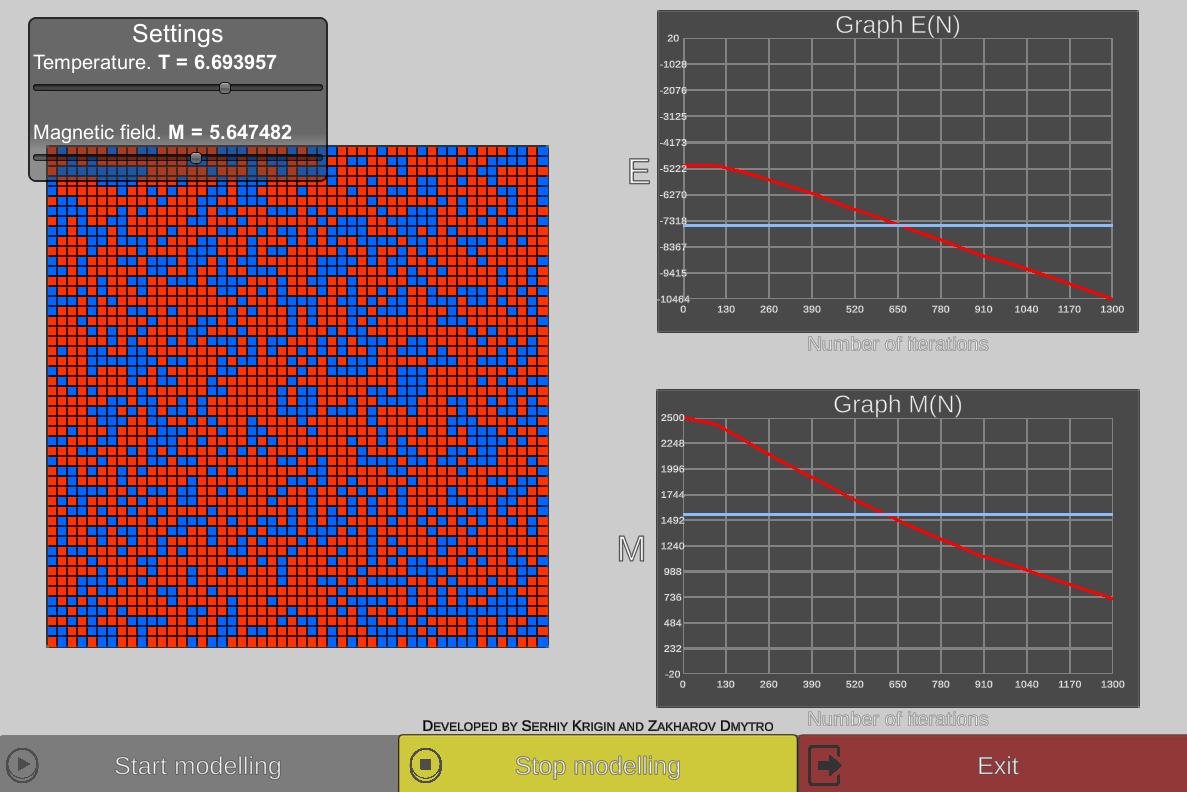 Settings
Temperature. T = 6.693957
Magnetic field. M = 5.647482
Graph E(N)
E
20
-1028
-2076
-3125
-4173
-5222
-6270
-7318
-8367
-9415
-10464
0 130 260 390 520 650 780 910 1040 1170 1300
Number of iterations
Graph M(N)
M
2500
2248
1996
1744
1492
1240
988
736
484
232
-20
0 130 260 390 520 650 780 910 1040 1170 1300
Number of iterations
Developed by Serhiy Krigin and Zakharov Dmytro
Start modelling
Stop modelling
Exit